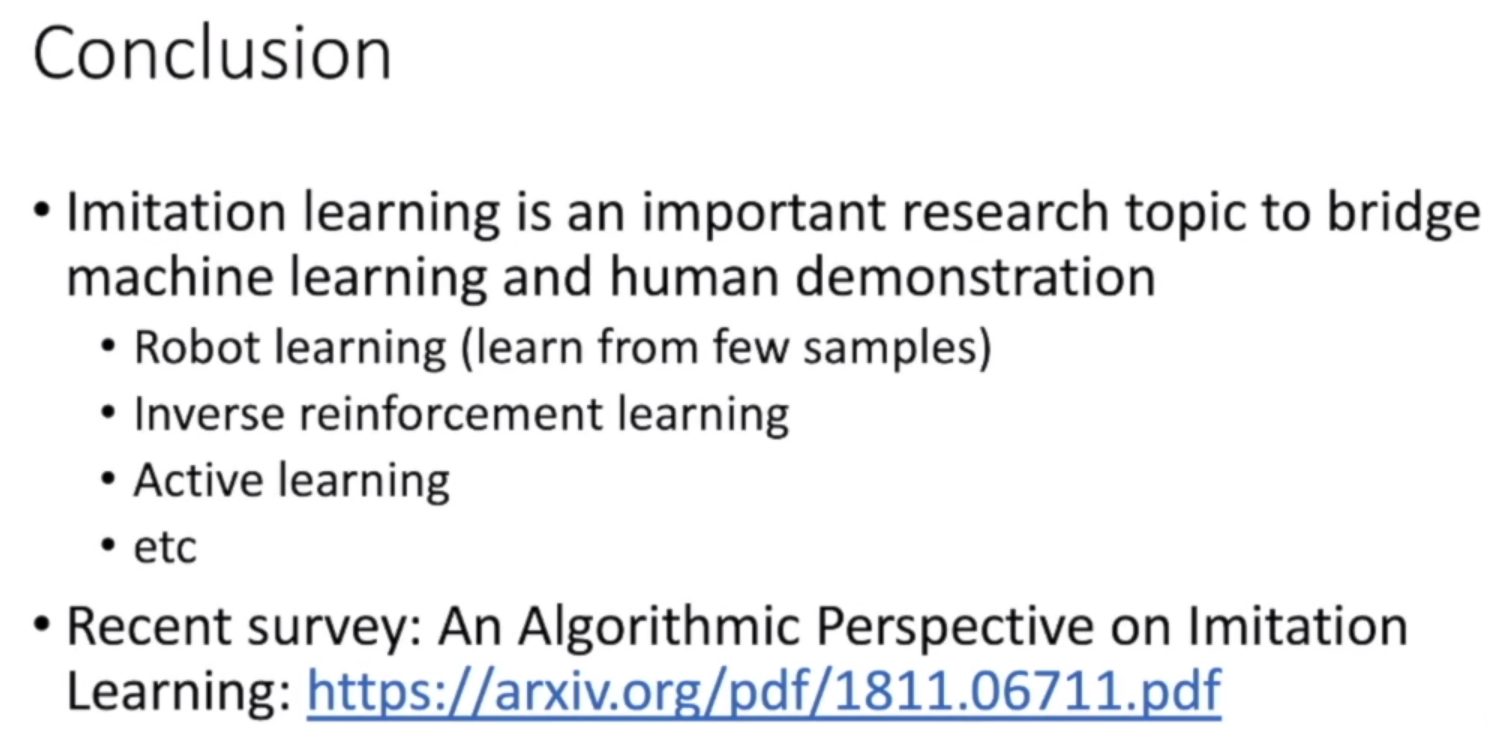 Conclusion
• Imitation learning is an important research topic to bridge
machine learning and human demonstration
• Robot learning (learn from few samples)
• Inverse reinforcement learning
• Active learning
• etc
• Recent survey: An Algorithmic Perspective on Imitation
Learning: https://arxiv.org/pdf/1811.06711.pdf